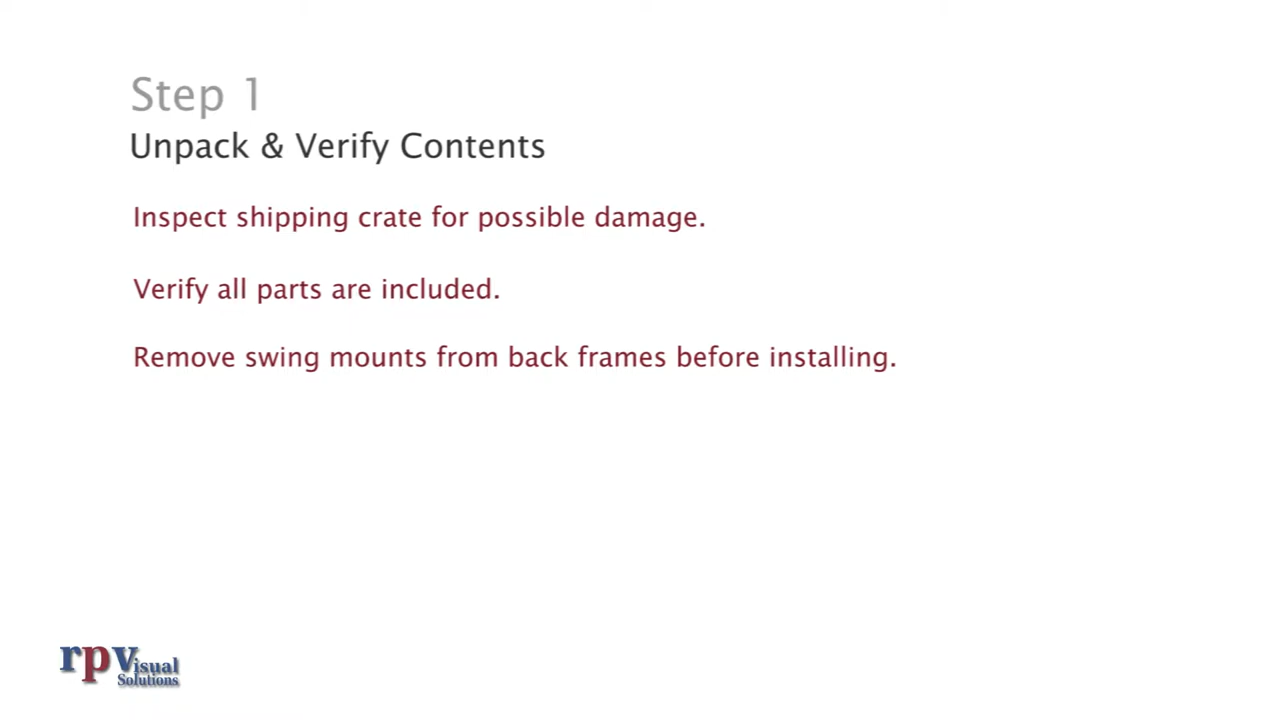 Step 1
Unpack & Verify Contents
Inspect shipping crate for possible damage.
Verify all parts are included.
Remove swing mounts from back frames before installing.
rpVisual
Solutions